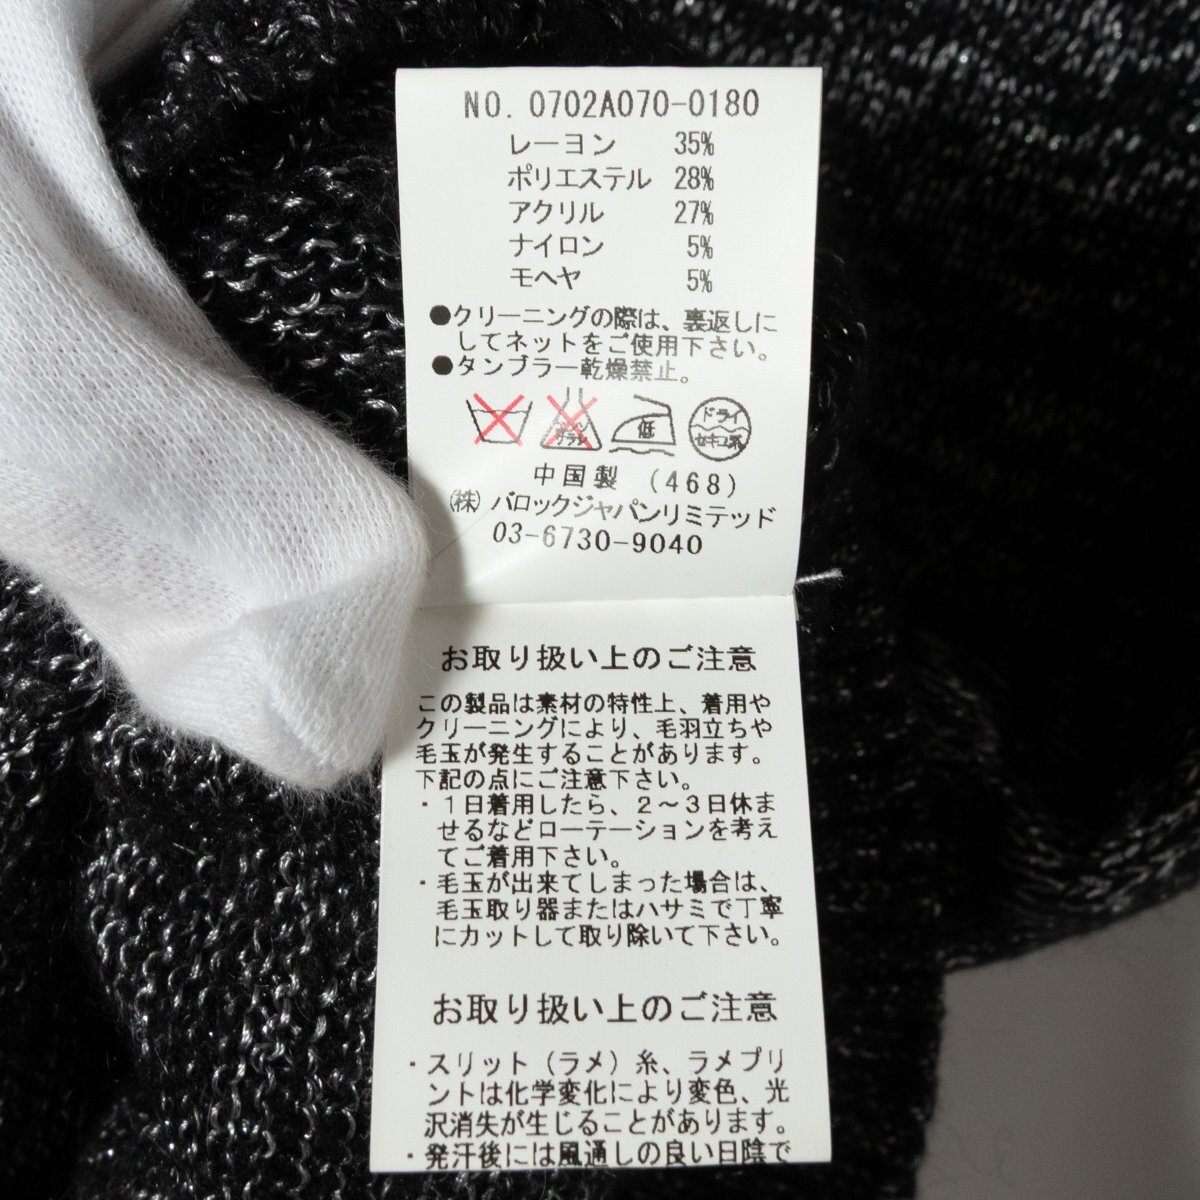 NO. 0702A070-0180
レーヨン 35%
ポリエステル 28%
アクリル 27%
ナイロン 5%
モヘヤ 5%
●クリーニングの際は、裏返しに
してネットをご使用下さい。
●タンブラー乾燥禁止。
エンソ サラシ 低 ドライ セキユ系
中国製 (468)
(株) バロックジャパンリミテッド
03-6730-9040
お取り扱い上のご注意
この製品は素材の特性上、着用や
クリーニングにより、毛羽立ちや
毛玉が発生することがあります。
下記の点にご注意下さい。
・1日着用したら、2～3日休ま
せるなどローテーションを考え
てご着用下さい。
・毛玉が出来てしまった場合は、
毛玉取り器またはハサミで丁寧
にカットして取り除いて下さい。
お取り扱い上のご注意
・スリット（ラメ）糸、ラメプリ
ントは化学変化により変色、光
沢消失が生じることがあります。
・発汗後には風通しの良い日陰で